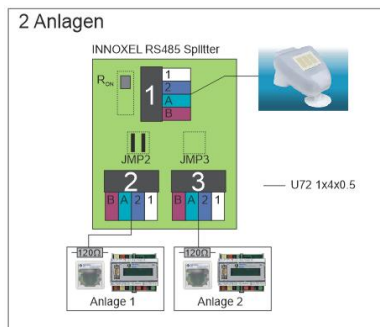 2 Anlagen
INNOXEL RS485 Splitter
R ON
1
1
2
A
B
JMP2
JMP3
2
3
B A 2 1
B A 2 1
U72 1x4x0.5
120Ω
120Ω
Anlage 1
Anlage 2